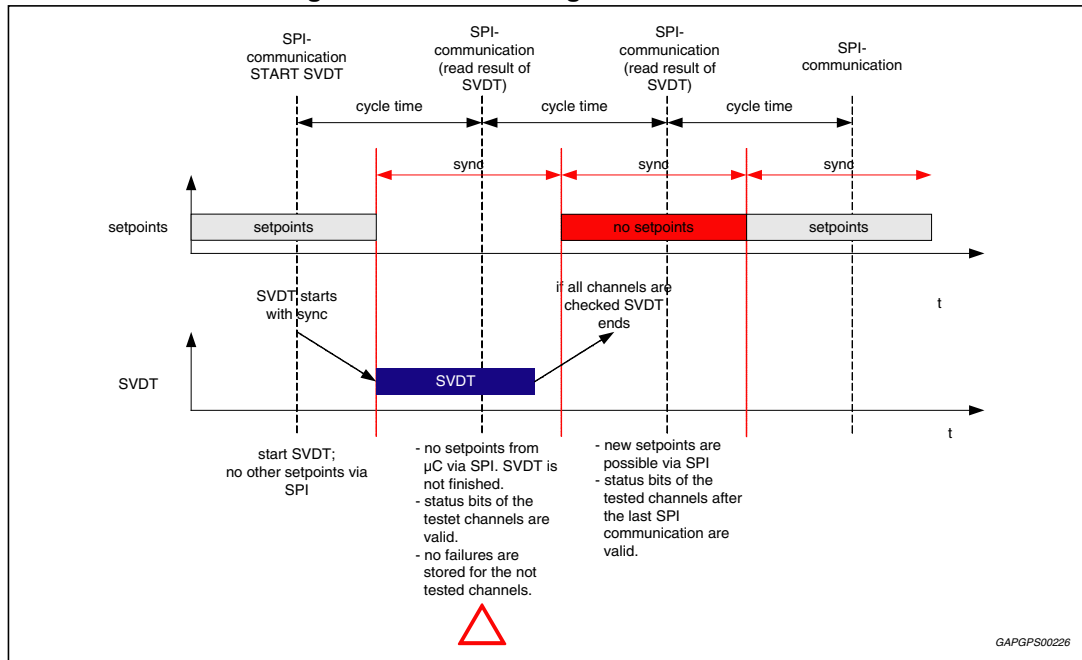 SPI-
communication
START SVDT
SPI-
communication
(read result of
SVDT)
SPI-
communication
(read result of
SVDT)
SPI-
communication
cycle time
cycle time
cycle time
sync
sync
sync
setpoints
setpoints
no setpoints
setpoints
t
SVDT starts
with sync
if all channels are
checked SVDT
ends
SVDT
SVDT
t
start SVDT;
no other setpoints via
SPI
- no setpoints from
µC via SPI. SVDT is
not finished.
- status bits of the
testet channels are
valid.
- no failures are
stored for the not
tested channels.
- new setpoints are
possible via SPI
- status bits of the
tested channels after
the last SPI
communication are
valid.
GAPGPS00226